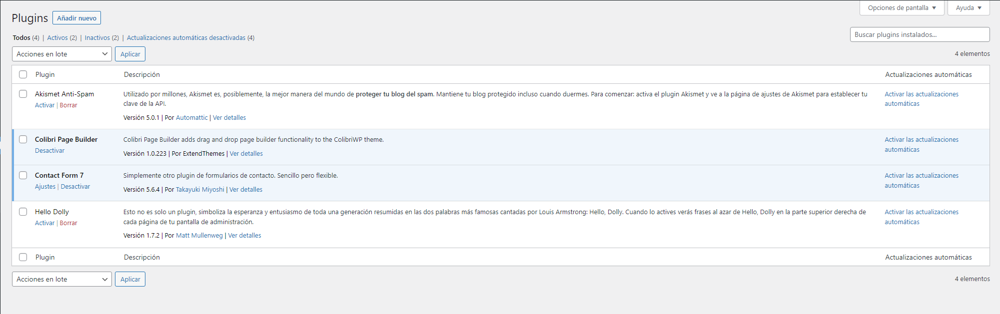 Opciones de pantalla ▼ Ayuda ▼
Plugins Añadir nuevo
Todos (4) | Activos (2) | Inactivos (2) | Actualizaciones automáticas desactivadas (4)
Buscar plugins instalados...
Acciones en lote Aplicar 4 elementos
Plugin Descripción Actualizaciones automáticas
Akismet Anti-Spam
Activar | Borrar
Utilizado por millones, Akismet es, posiblemente, la mejor manera del mundo de proteger tu blog del spam. Mantiene tu blog protegido incluso cuando duermes. Para comenzar: activa el plugin Akismet y ve a la página de ajustes de Akismet para establecer tu
clave de la API.
Versión 5.0.1 | Por Automattic | Ver detalles
Activar las actualizaciones
automáticas
Colibri Page Builder
Desactivar
Colibri Page Builder adds drag and drop page builder functionality to the ColibriWP theme.
Versión 1.0.223 | Por ExtendThemes | Ver detalles
Activar las actualizaciones
automáticas
Contact Form 7
Ajustes | Desactivar
Simplemente otro plugin de formularios de contacto. Sencillo pero flexible.
Versión 5.6.4 | Por Takayuki Miyoshi | Ver detalles
Activar las actualizaciones
automáticas
Hello Dolly
Activar | Borrar
Esto no es solo un plugin, simboliza la esperanza y entusiasmo de toda una generación resumidas en las dos palabras más famosas cantadas por Louis Armstrong: Hello, Dolly. Cuando lo actives verás frases al azar de Hello, Dolly en la parte superior derecha de
cada página de tu pantalla de administración.
Versión 1.7.2 | Por Matt Mullenweg | Ver detalles
Activar las actualizaciones
automáticas
Plugin Descripción Actualizaciones automáticas
Acciones en lote Aplicar 4 elementos